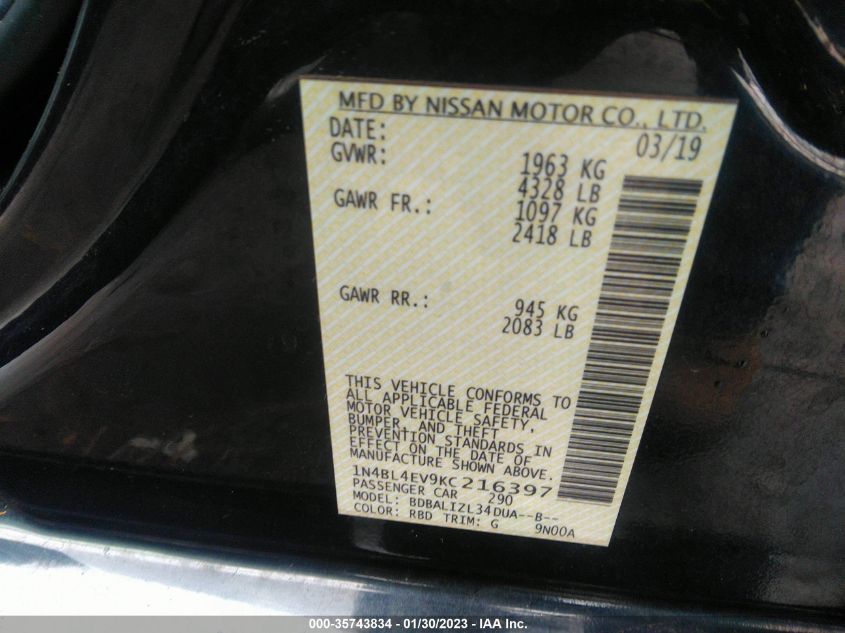 MFD BY NISSAN MOTOR CO., LTD.
DATE: 03/19
GVWR: 1963 KG
4328 LB
GAWR FR.: 1097 KG
2418 LB
GAWR RR.: 945 KG
2083 LB
THIS VEHICLE CONFORMS TO
ALL APPLICABLE FEDERAL
MOTOR VEHICLE SAFETY,
BUMPER, AND THEFT
PREVENTION STANDARDS IN
EFFECT ON THE DATE OF
MANUFACTURE SHOWN ABOVE.
1N4BL4EV9KC216397
PASSENGER CAR 290
MODEL: BDBALIZL34DUA--B--
COLOR: RBD TRIM: G 9N00A
000-35743834 - 01/30/2023 - IAA Inc.